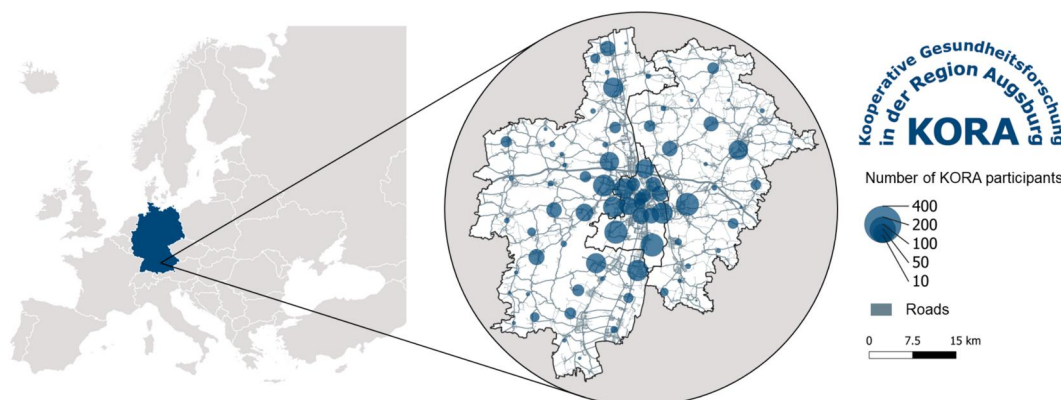 Kooperative Gesundheitsforschung
in der Region Augsburg
KORA
Number of KORA participants
400
200
100
50
10
Roads
0 7.5 15 km